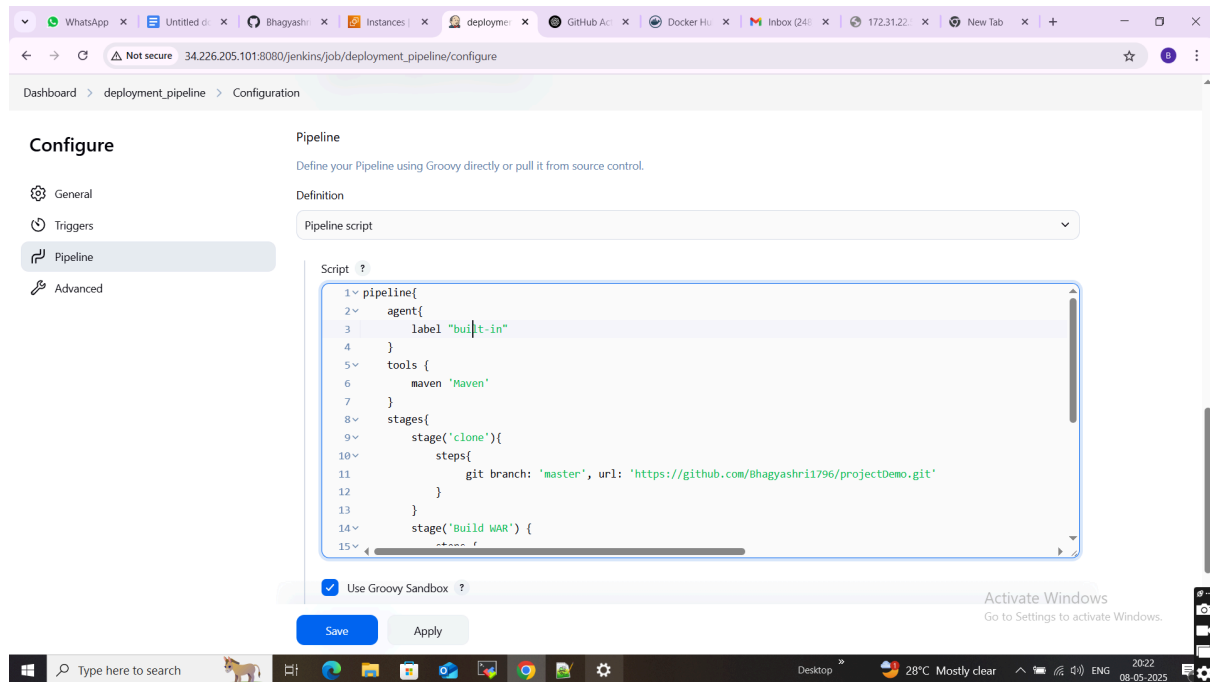 WhatsApp
Untitled d
Bhagyashr
Instances |
deployme
GitHub Ac
Docker Hu
Inbox (24
172.31.22.
New Tab
Not secure 34.226.205.101:8080/jenkins/job/deployment_pipeline/configure
B
Dashboard > deployment_pipeline > Configuration
Configure
General
Triggers
Pipeline
Advanced
Pipeline
Define your Pipeline using Groovy directly or pull it from source control.
Definition
Pipeline script
Script ?
1 pipeline{
2 agent{
3 label "built-in"
4 }
5 tools {
6 maven 'Maven'
7 }
8 stages{
9 stage('clone'){
10 steps{
11 git branch: 'master', url: 'https://github.com/Bhagyashri1796/projectDemo.git'
12 }
13 }
14 stage('Build WAR') {
15 steps {
Use Groovy Sandbox ?
Save
Apply
Activate Windows
Go to Settings to activate Windows.
Type here to search
Desktop »
28°C Mostly clear
ENG
20:22
08-05-2025